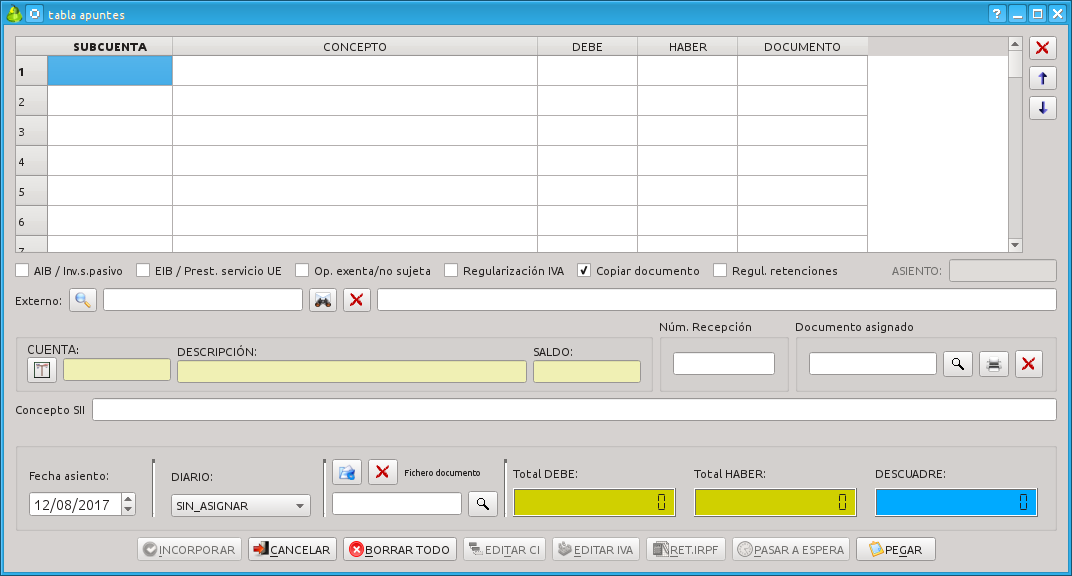 tabla apuntes
SUBCUENTA CONCEPTO DEBE HABER DOCUMENTO
1
2
3
4
5
6
7
AIB / Inv.s.pasivo EIB / Prest. servicio UE Op. exenta/no sujeta Regularización IVA Copiar documento Regul. retenciones ASIENTO:
Externo:
Núm. Recepción Documento asignado
CUENTA: DESCRIPCIÓN: SALDO:
Concepto SII
Fecha asiento: DIARIO: Fichero documento Total DEBE: Total HABER: DESCUADRE:
12/08/2017 SIN_ASIGNAR 0 0 0
INCORPORAR CANCELAR BORRAR TODO EDITAR CI EDITAR IVA RET.IRPF PASAR A ESPERA PEGAR